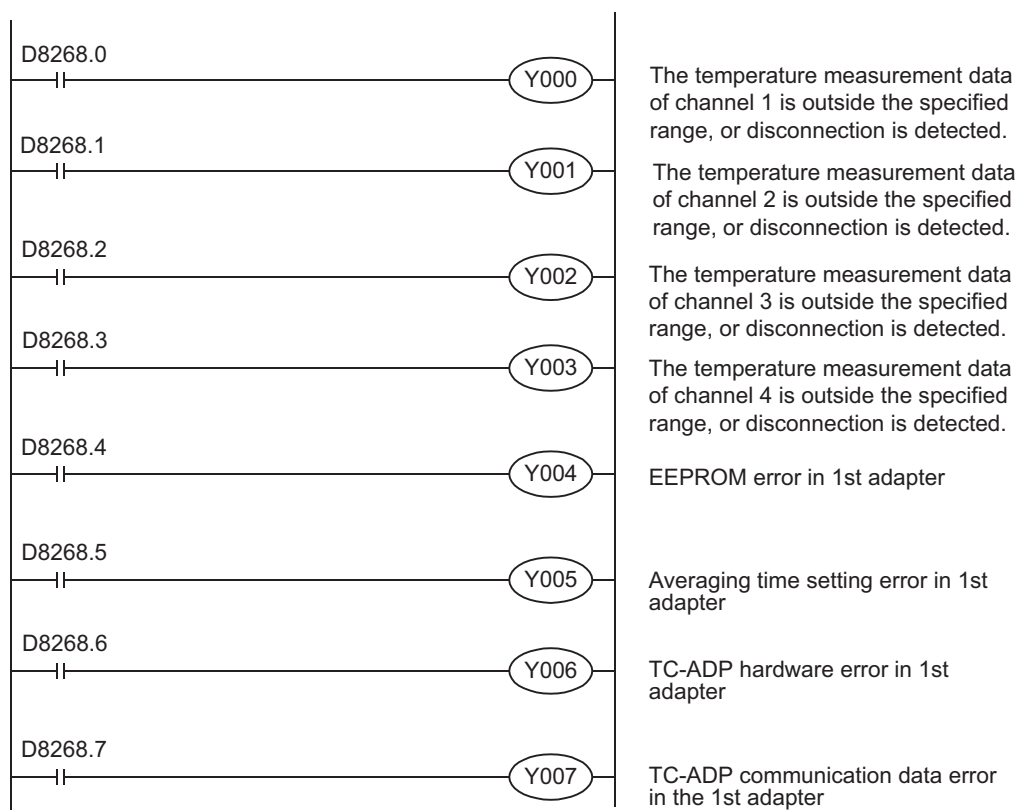 D8268.0
Y000
The temperature measurement data
of channel 1 is outside the specified
range, or disconnection is detected.
D8268.1
Y001
The temperature measurement data
of channel 2 is outside the specified
range, or disconnection is detected.
D8268.2
Y002
The temperature measurement data
of channel 3 is outside the specified
range, or disconnection is detected.
D8268.3
Y003
The temperature measurement data
of channel 4 is outside the specified
range, or disconnection is detected.
D8268.4
Y004
EEPROM error in 1st adapter
D8268.5
Y005
Averaging time setting error in 1st
adapter
D8268.6
Y006
TC-ADP hardware error in 1st
adapter
D8268.7
Y007
TC-ADP communication data error
in the 1st adapter